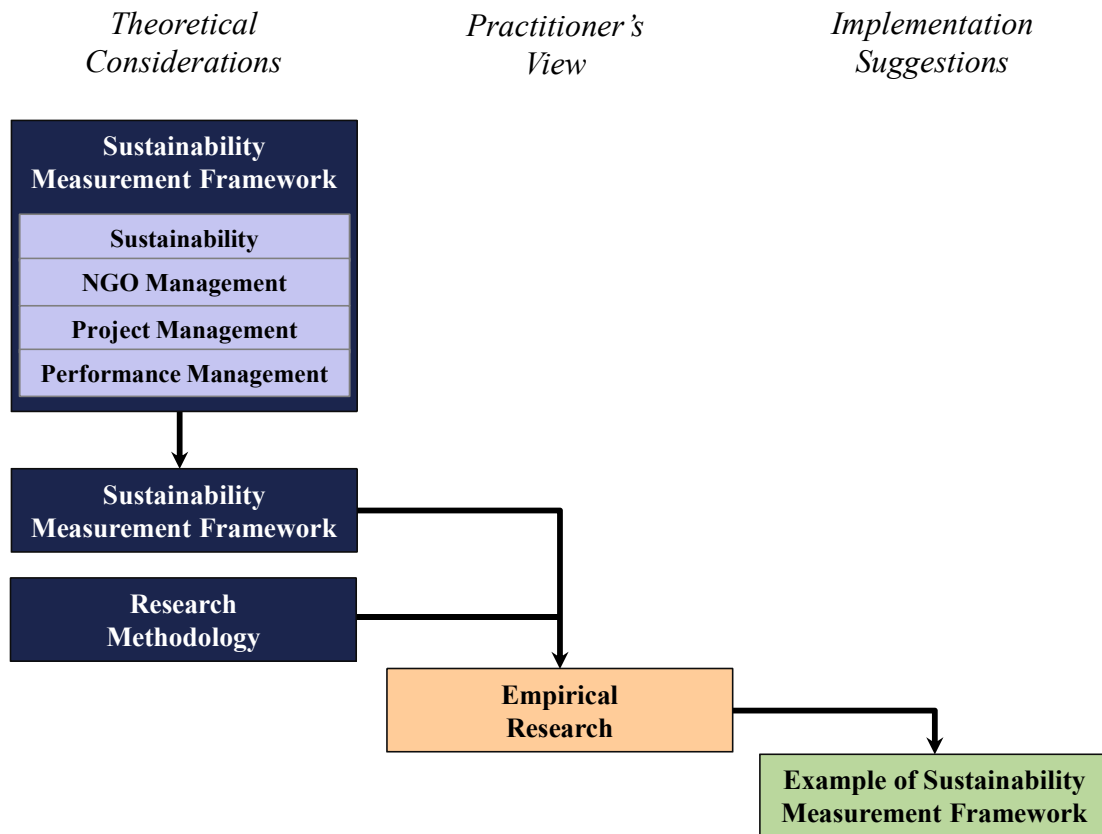 Theoretical
Considerations
Practitioner’s
View
Implementation
Suggestions
Sustainability
Measurement Framework
Sustainability
NGO Management
Project Management
Performance Management
Sustainability
Measurement Framework
Research
Methodology
Empirical
Research
Example of Sustainability
Measurement Framework